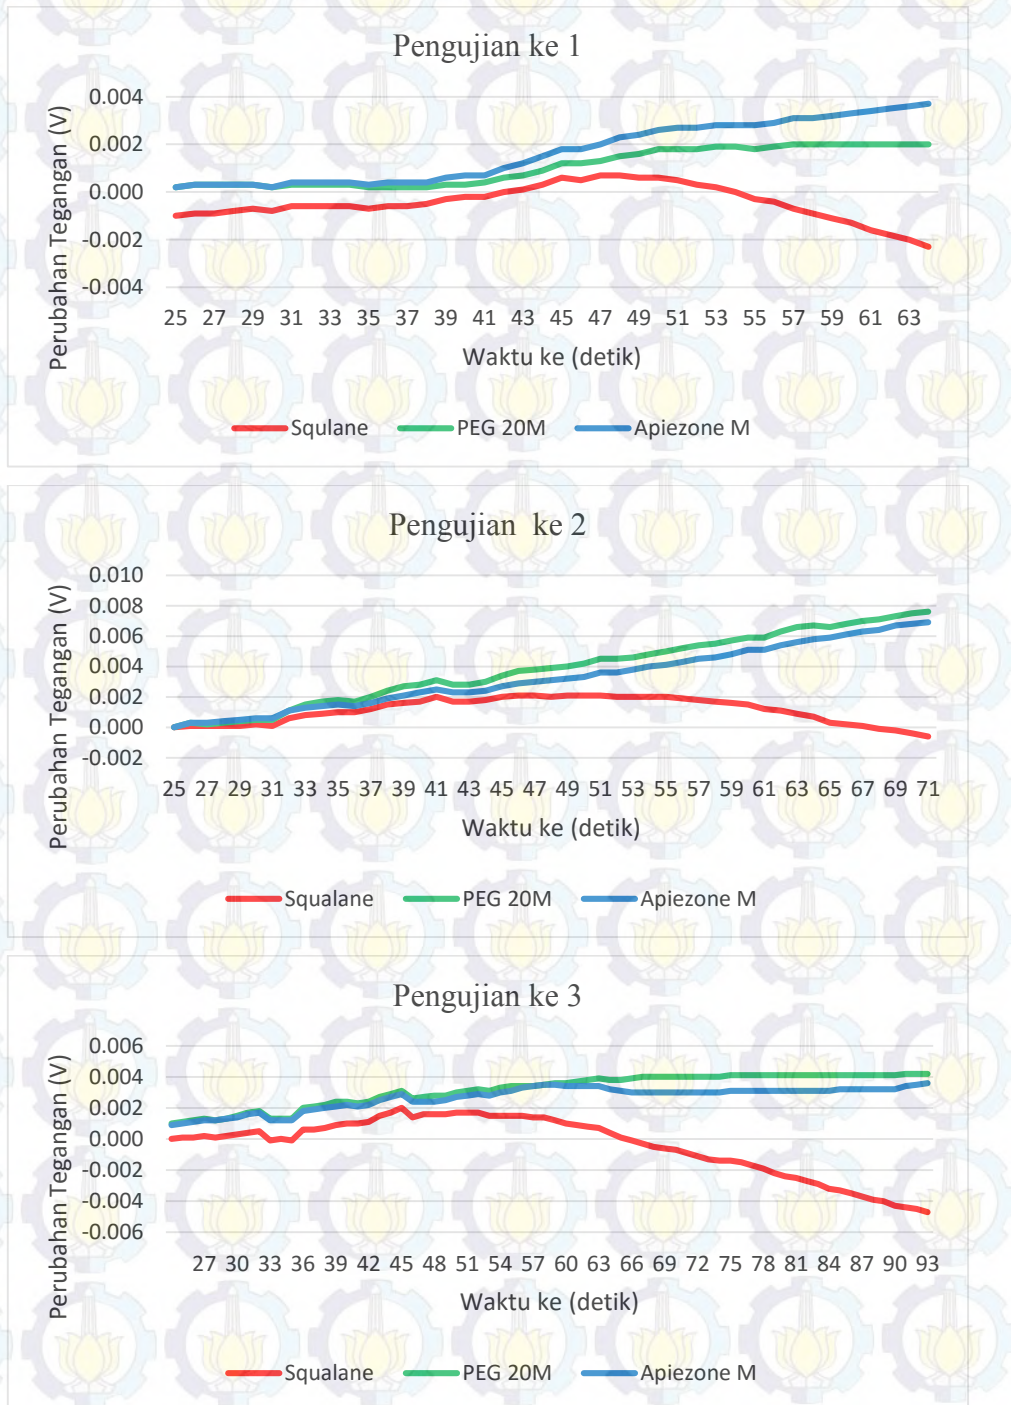 Pengujian ke 1
Perubahan Tegangan (V)
0.004
0.002
0.000
-0.002
-0.004
25 27 29 31 33 35 37 39 41 43 45 47 49 51 53 55 57 59 61 63
Waktu ke (detik)
Squlane PEG 20M Apiezone M
Pengujian ke 2
Perubahan Tegangan (V)
0.010
0.008
0.006
0.004
0.002
0.000
-0.002
25 27 29 31 33 35 37 39 41 43 45 47 49 51 53 55 57 59 61 63 65 67 69 71
Waktu ke (detik)
Squalane PEG 20M Apiezone M
Pengujian ke 3
Perubahan Tegangan (V)
0.006
0.004
0.002
0.000
-0.002
-0.004
-0.006
27 30 33 36 39 42 45 48 51 54 57 60 63 66 69 72 75 78 81 84 87 90 93
Waktu ke (detik)
Squalane PEG 20M Apiezone M